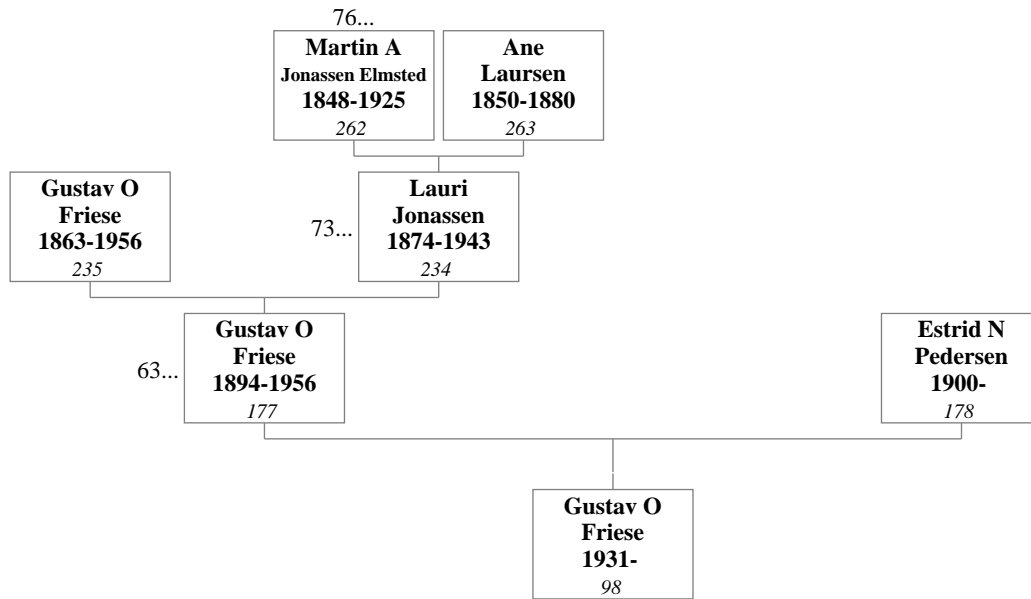 76...
Martin A
Jonassen Elmsted
1848-1925
262
Ane
Laursen
1850-1880
263
Gustav O
Friese
1863-1956
235
73...
Lauri
Jonassen
1874-1943
234
63...
Gustav O
Friese
1894-1956
177
Estrid N
Pedersen
1900-
178
Gustav O
Friese
1931-
98